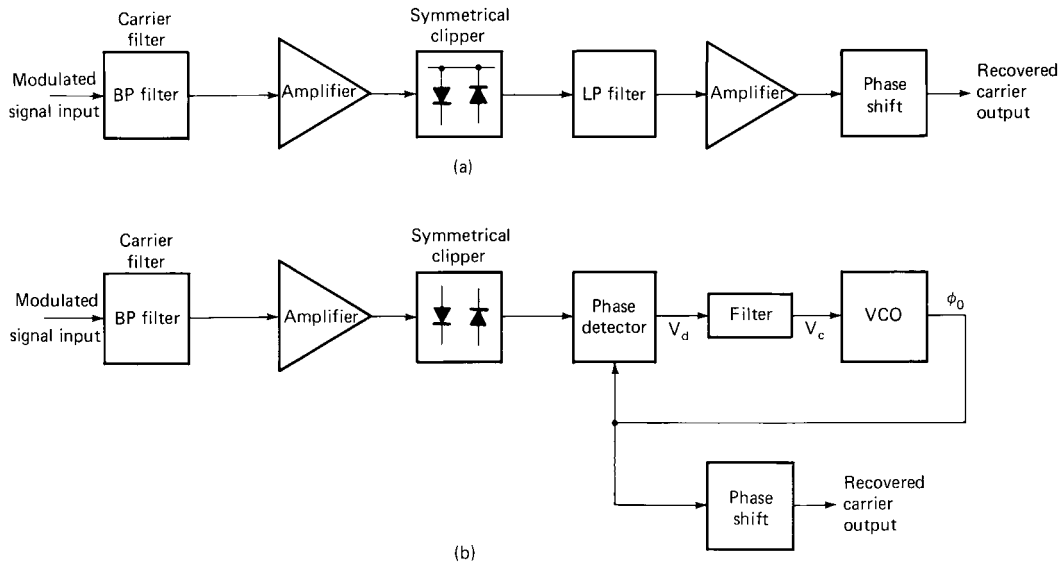 Carrier
filter
Symmetrical
clipper
Modulated
signal input
BP filter
Amplifier
LP filter
Amplifier
Phase
shift
Recovered
carrier
output
(a)
Carrier
filter
Symmetrical
clipper
Modulated
signal input
BP filter
Amplifier
Phase
detector
V_d
Filter
V_c
VCO
ϕ_0
Phase
shift
Recovered
carrier
output
(b)